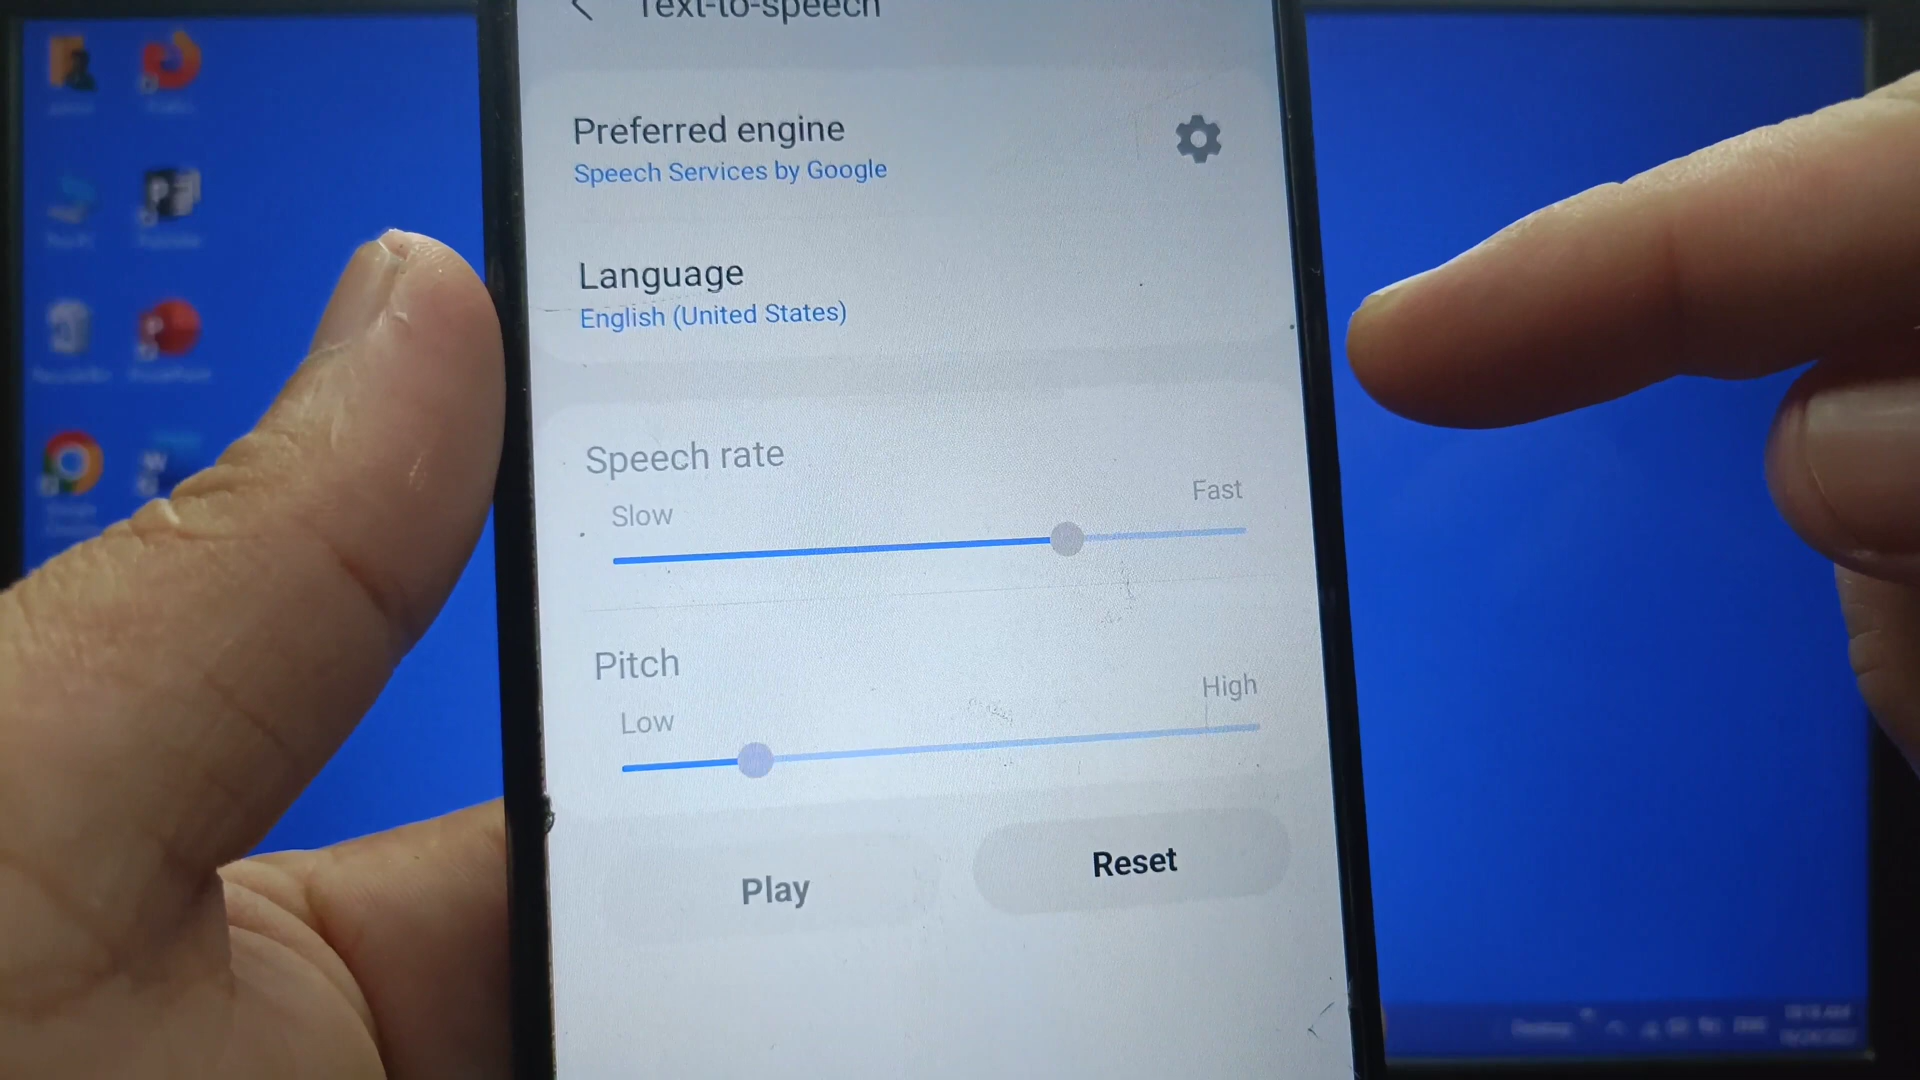 Text-to-speech
Preferred engine
Speech Services by Google
Language
English (United States)
Speech rate
Slow
Fast
Pitch
Low
High
Play
Reset